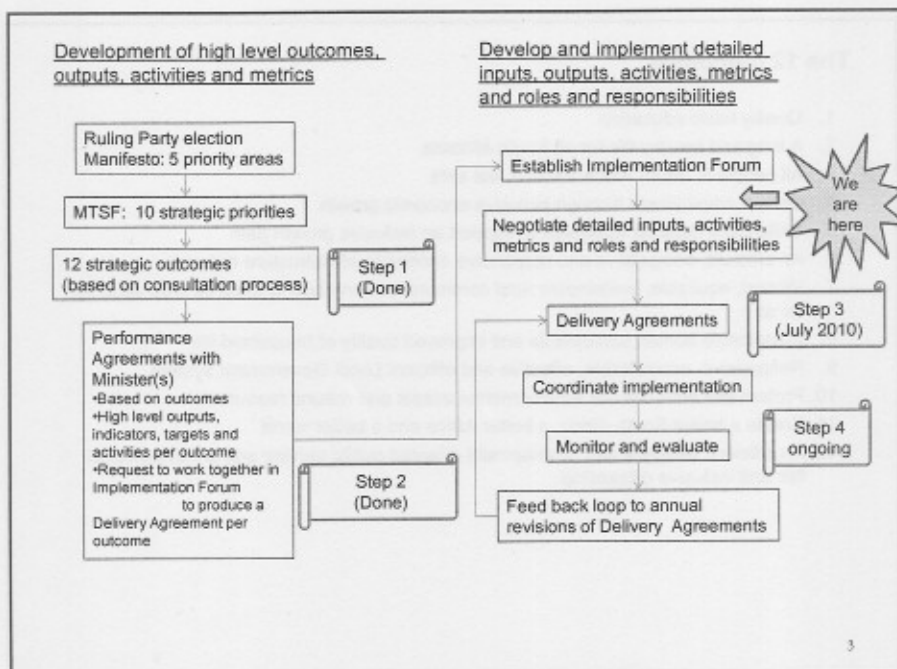 Development of high level outcomes,
outputs, activities and metrics
Ruling Party election
Manifesto: 5 priority areas
MTSF: 10 strategic priorities
12 strategic outcomes
(based on consultation process)
Step 1
(Done)
Performance
Agreements with
Minister(s)
•Based on outcomes
•High level outputs,
indicators, targets and
activities per outcome
•Request to work together in
Implementation Forum
to produce a
Delivery Agreement per
outcome
Step 2
(Done)
Develop and implement detailed
inputs, outputs, activities, metrics
and roles and responsibilities
Establish Implementation Forum
We
are
here
Negotiate detailed inputs, activities,
metrics and roles and responsibilities
Delivery Agreements
Step 3
(July 2010)
Coordinate implementation
Monitor and evaluate
Step 4
ongoing
Feed back loop to annual
revisions of Delivery Agreements
3